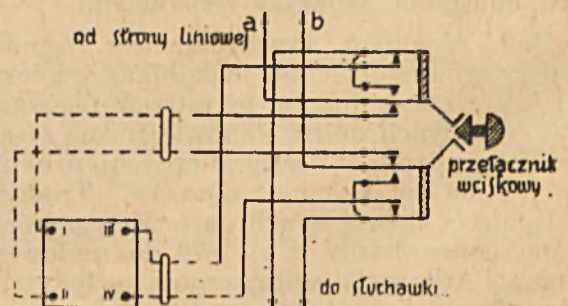 a b
od strony liniowej
przełącznik
wciskowy
I III
II IV
do słuchawki